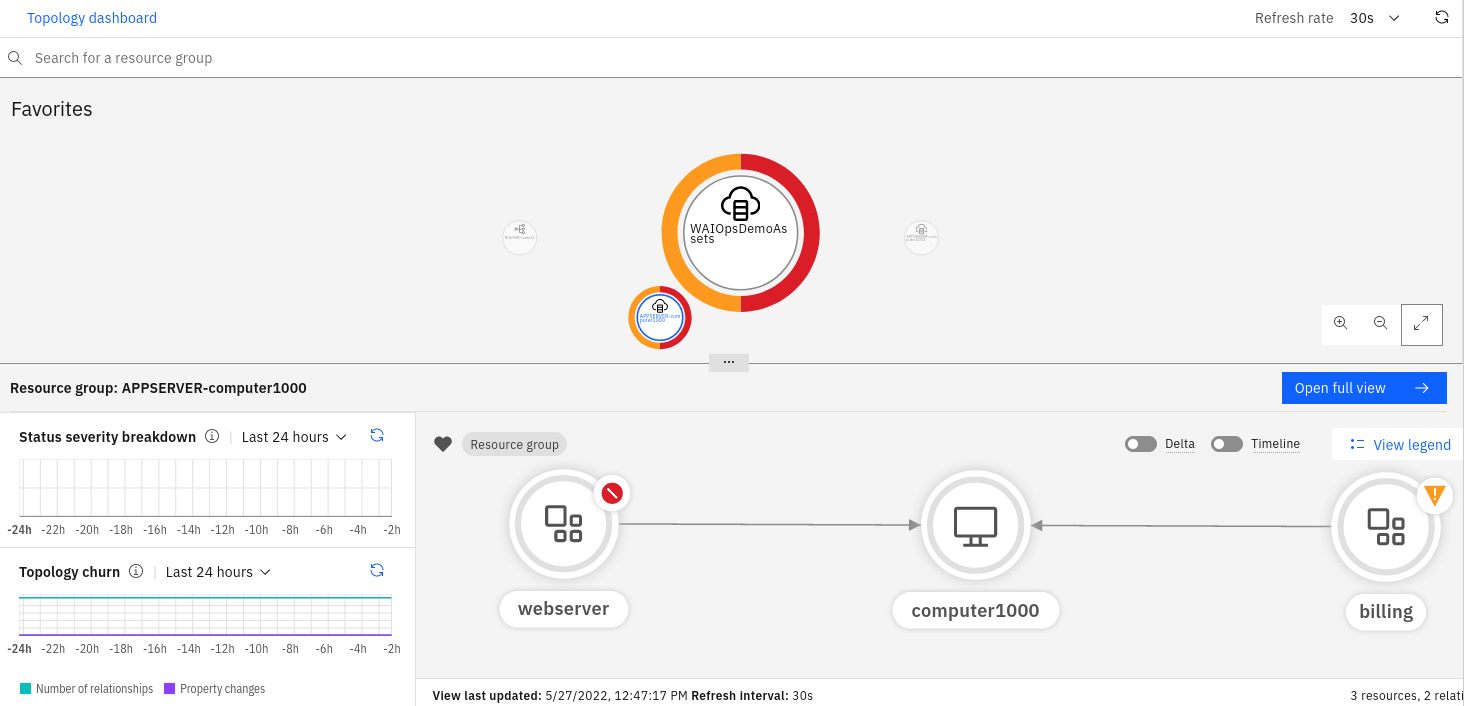 Topology dashboard
Refresh rate 30s
Search for a resource group
Favorites
WAIOpsDemoAs
sets
APPSERVER-com
puter1000
Resource group: APPSERVER-computer1000
Open full view
Status severity breakdown Last 24 hours
-24h -22h -20h -18h -16h -14h -12h -10h -8h -6h -4h -2h
Topology churn Last 24 hours
-24h -22h -20h -18h -16h -14h -12h -10h -8h -6h -4h -2h
Number of relationships Property changes
Resource group
Delta Timeline
View legend
webserver
computer1000
billing
View last updated: 5/27/2022, 12:47:17 PM Refresh interval: 30s
3 resources, 2 relati